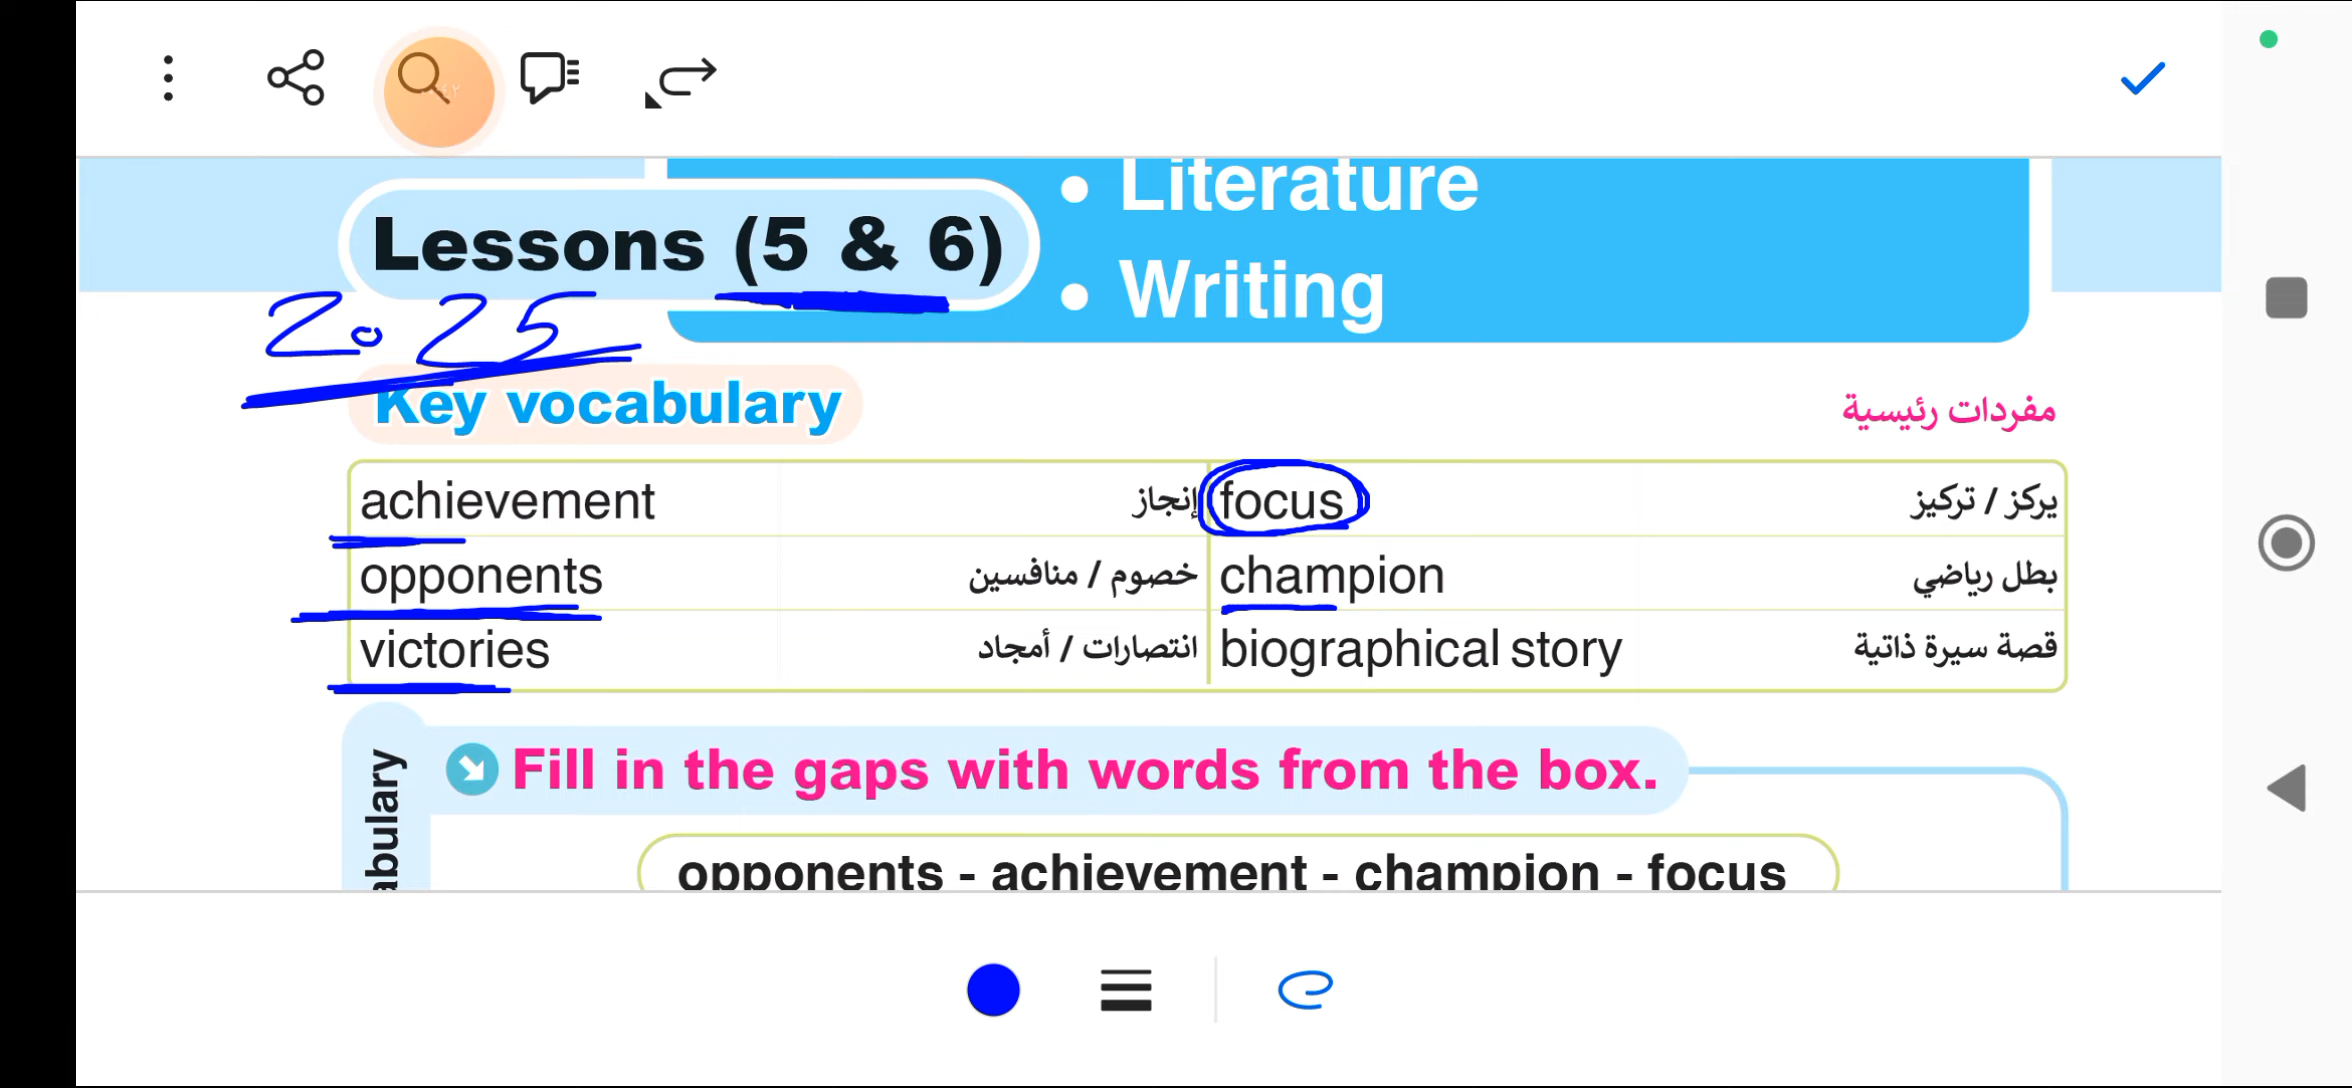 • Literature
Lessons (5 & 6)
• Writing
2025
Key vocabulary مفردات رئيسية
achievement إنجاز focus يركز / تركيز
opponents خصوم / منافسين champion بطل رياضي
victories انتصارات / أمجاد biographical story قصة سيرة ذاتية
Fill in the gaps with words from the box.
abulary
opponents - achievement - champion - focus